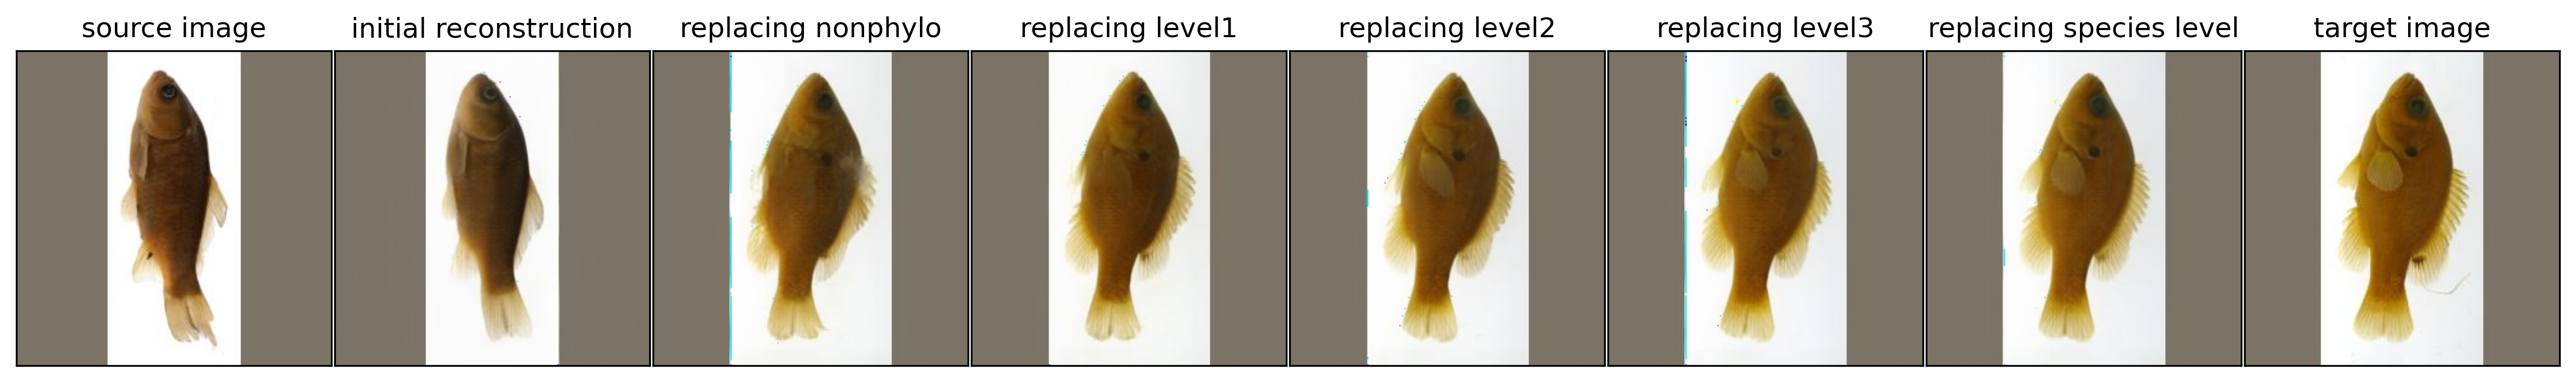 source image
initial reconstruction
replacing nonphylo
replacing level1
replacing level2
replacing level3
replacing species level
target image